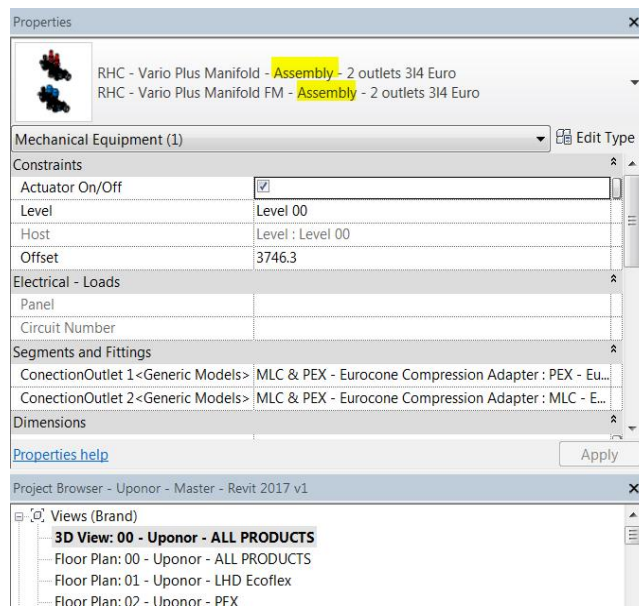 Properties
RHC - Vario Plus Manifold - Assembly - 2 outlets 3I4 Euro
RHC - Vario Plus Manifold FM - Assembly - 2 outlets 3I4 Euro
Mechanical Equipment (1)
Edit Type
Constraints
Actuator On/Off
Level Level 00
Host Level : Level 00
Offset 3746.3
Electrical - Loads
Panel
Circuit Number
Segments and Fittings
ConectionOutlet 1<Generic Models> MLC & PEX - Eurocone Compression Adapter : PEX - Eu...
ConectionOutlet 2<Generic Models> MLC & PEX - Eurocone Compression Adapter : MLC - E...
Dimensions
Properties help Apply
Project Browser - Uponor - Master - Revit 2017 v1
Views (Brand)
3D View: 00 - Uponor - ALL PRODUCTS
Floor Plan: 00 - Uponor - ALL PRODUCTS
Floor Plan: 01 - Uponor - LHD Ecoflex
Floor Plan: 02 - Uponor - PEX